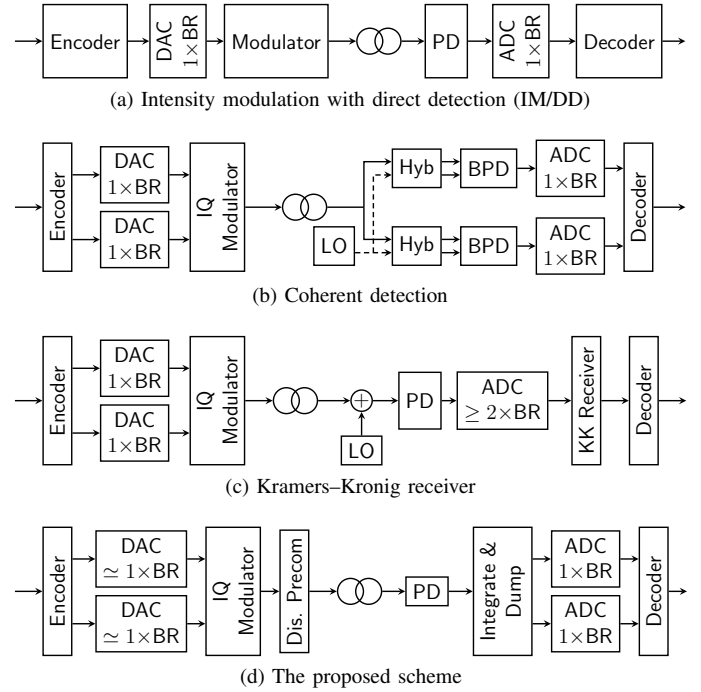 Encoder DAC 1×BR Modulator PD ADC 1×BR Decoder
(a) Intensity modulation with direct detection (IM/DD)
Encoder
DAC
1×BR
DAC
1×BR
IQ
Modulator
LO
Hyb
BPD
ADC
1×BR
Hyb
BPD
ADC
1×BR
Decoder
(b) Coherent detection
Encoder
DAC
1×BR
DAC
1×BR
IQ
Modulator
+
LO
PD
ADC
≥ 2×BR
KK Receiver
Decoder
(c) Kramers–Kronig receiver
Encoder
DAC
≃ 1×BR
DAC
≃ 1×BR
IQ
Modulator
Dis. Precom
PD
Integrate &
Dump
ADC
1×BR
ADC
1×BR
Decoder
(d) The proposed scheme